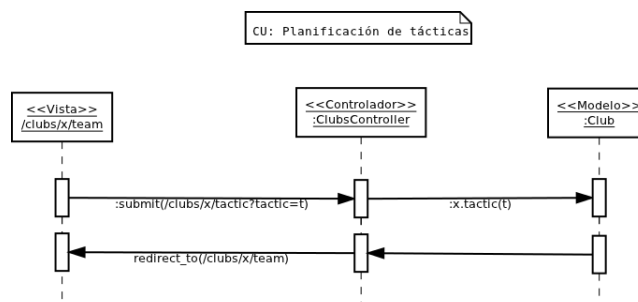 CU: Planificación de tácticas
<<Vista>>
/clubs/x/team
<<Controlador>>
:ClubsController
<<Modelo>>
:Club
:submit(/clubs/x/tactic?tactic=t)
:x.tactic(t)
redirect_to(/clubs/x/team)